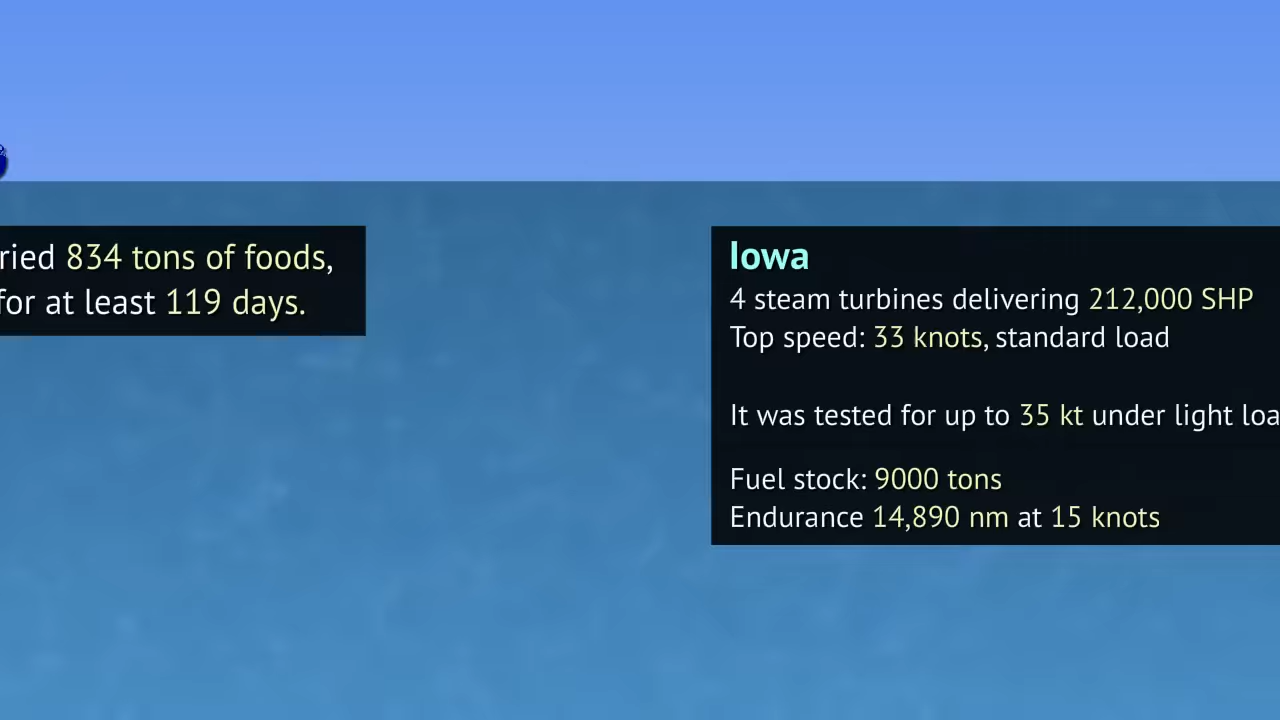 ried 834 tons of foods,
for at least 119 days.
Iowa
4 steam turbines delivering 212,000 SHP
Top speed: 33 knots, standard load
It was tested for up to 35 kt under light loa
Fuel stock: 9000 tons
Endurance 14,890 nm at 15 knots